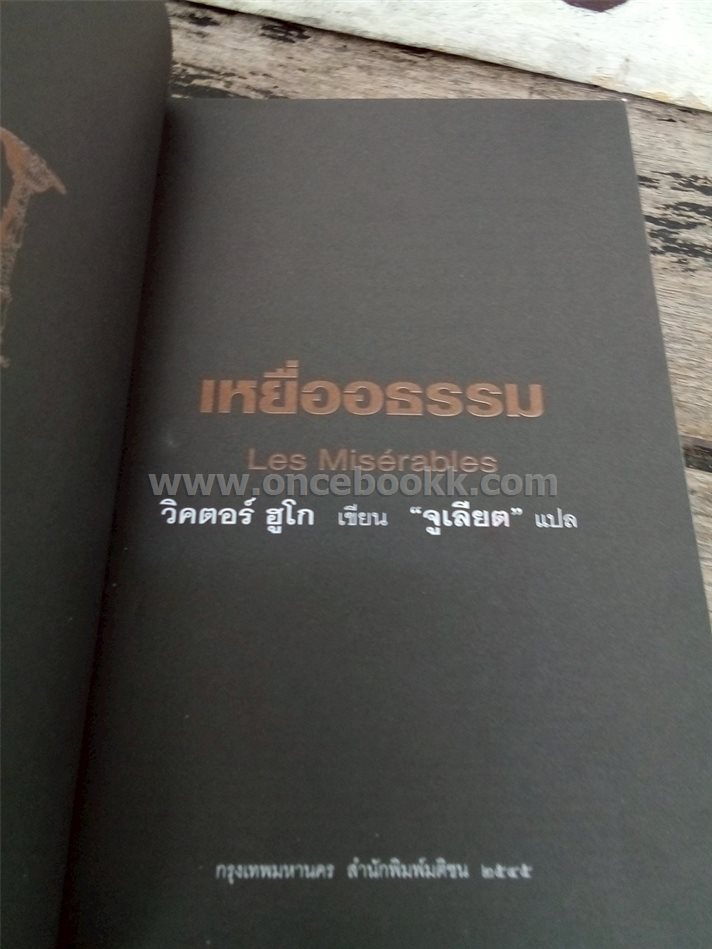 เหยื่ออธรรม
Les Misérables
www.oncebookk.com
วิคตอร์ ฮูโก เขียน “จูเลียต” แปล
กรุงเทพมหานคร สำนักพิมพ์มติชน ๒๕๔๕